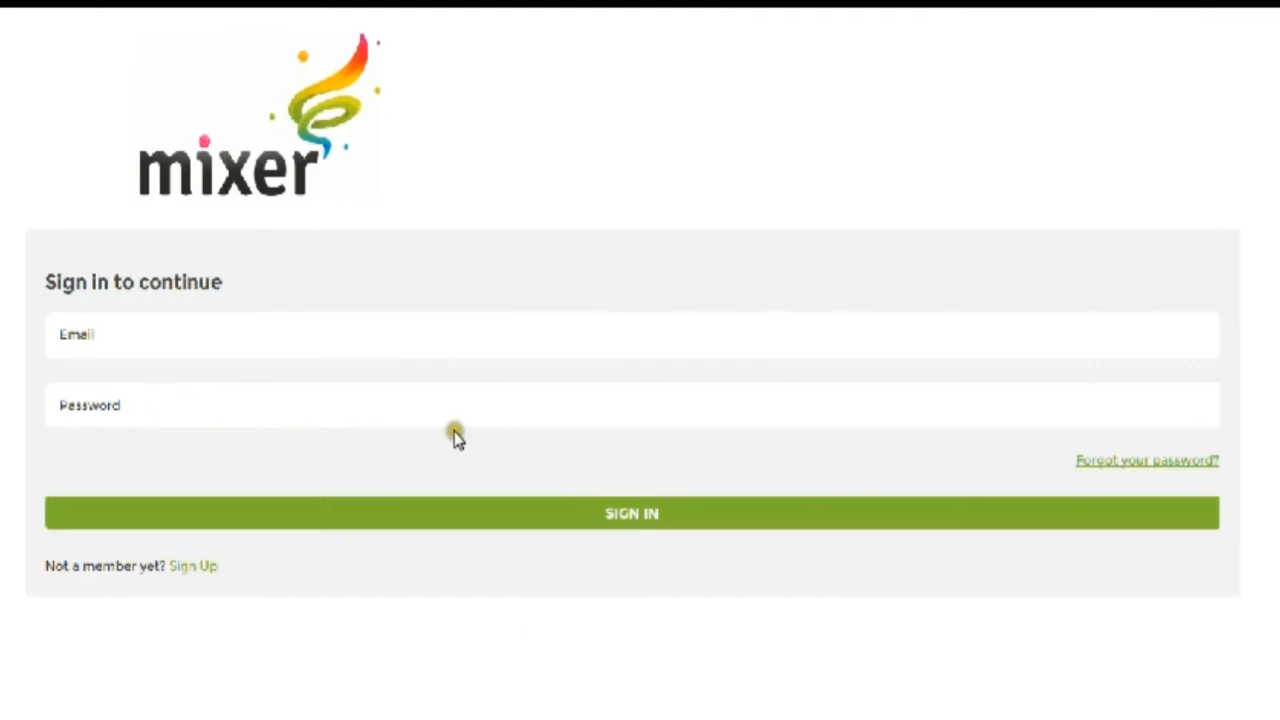 mixer
Sign in to continue
Email
Password
Forgot your password?
SIGN IN
Not a member yet? Sign Up